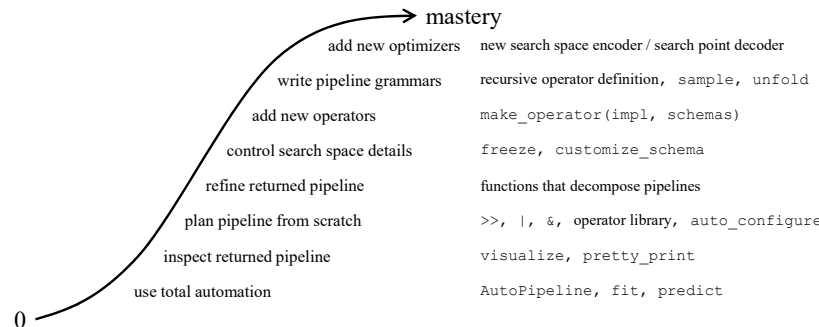 mastery
add new optimizers new search space encoder / search point decoder
write pipeline grammars recursive operator definition, sample, unfold
add new operators make_operator(impl, schemas)
control search space details freeze, customize_schema
refine returned pipeline functions that decompose pipelines
plan pipeline from scratch >>, |, &, operator library, auto_configure
inspect returned pipeline visualize, pretty_print
use total automation AutoPipeline, fit, predict
0